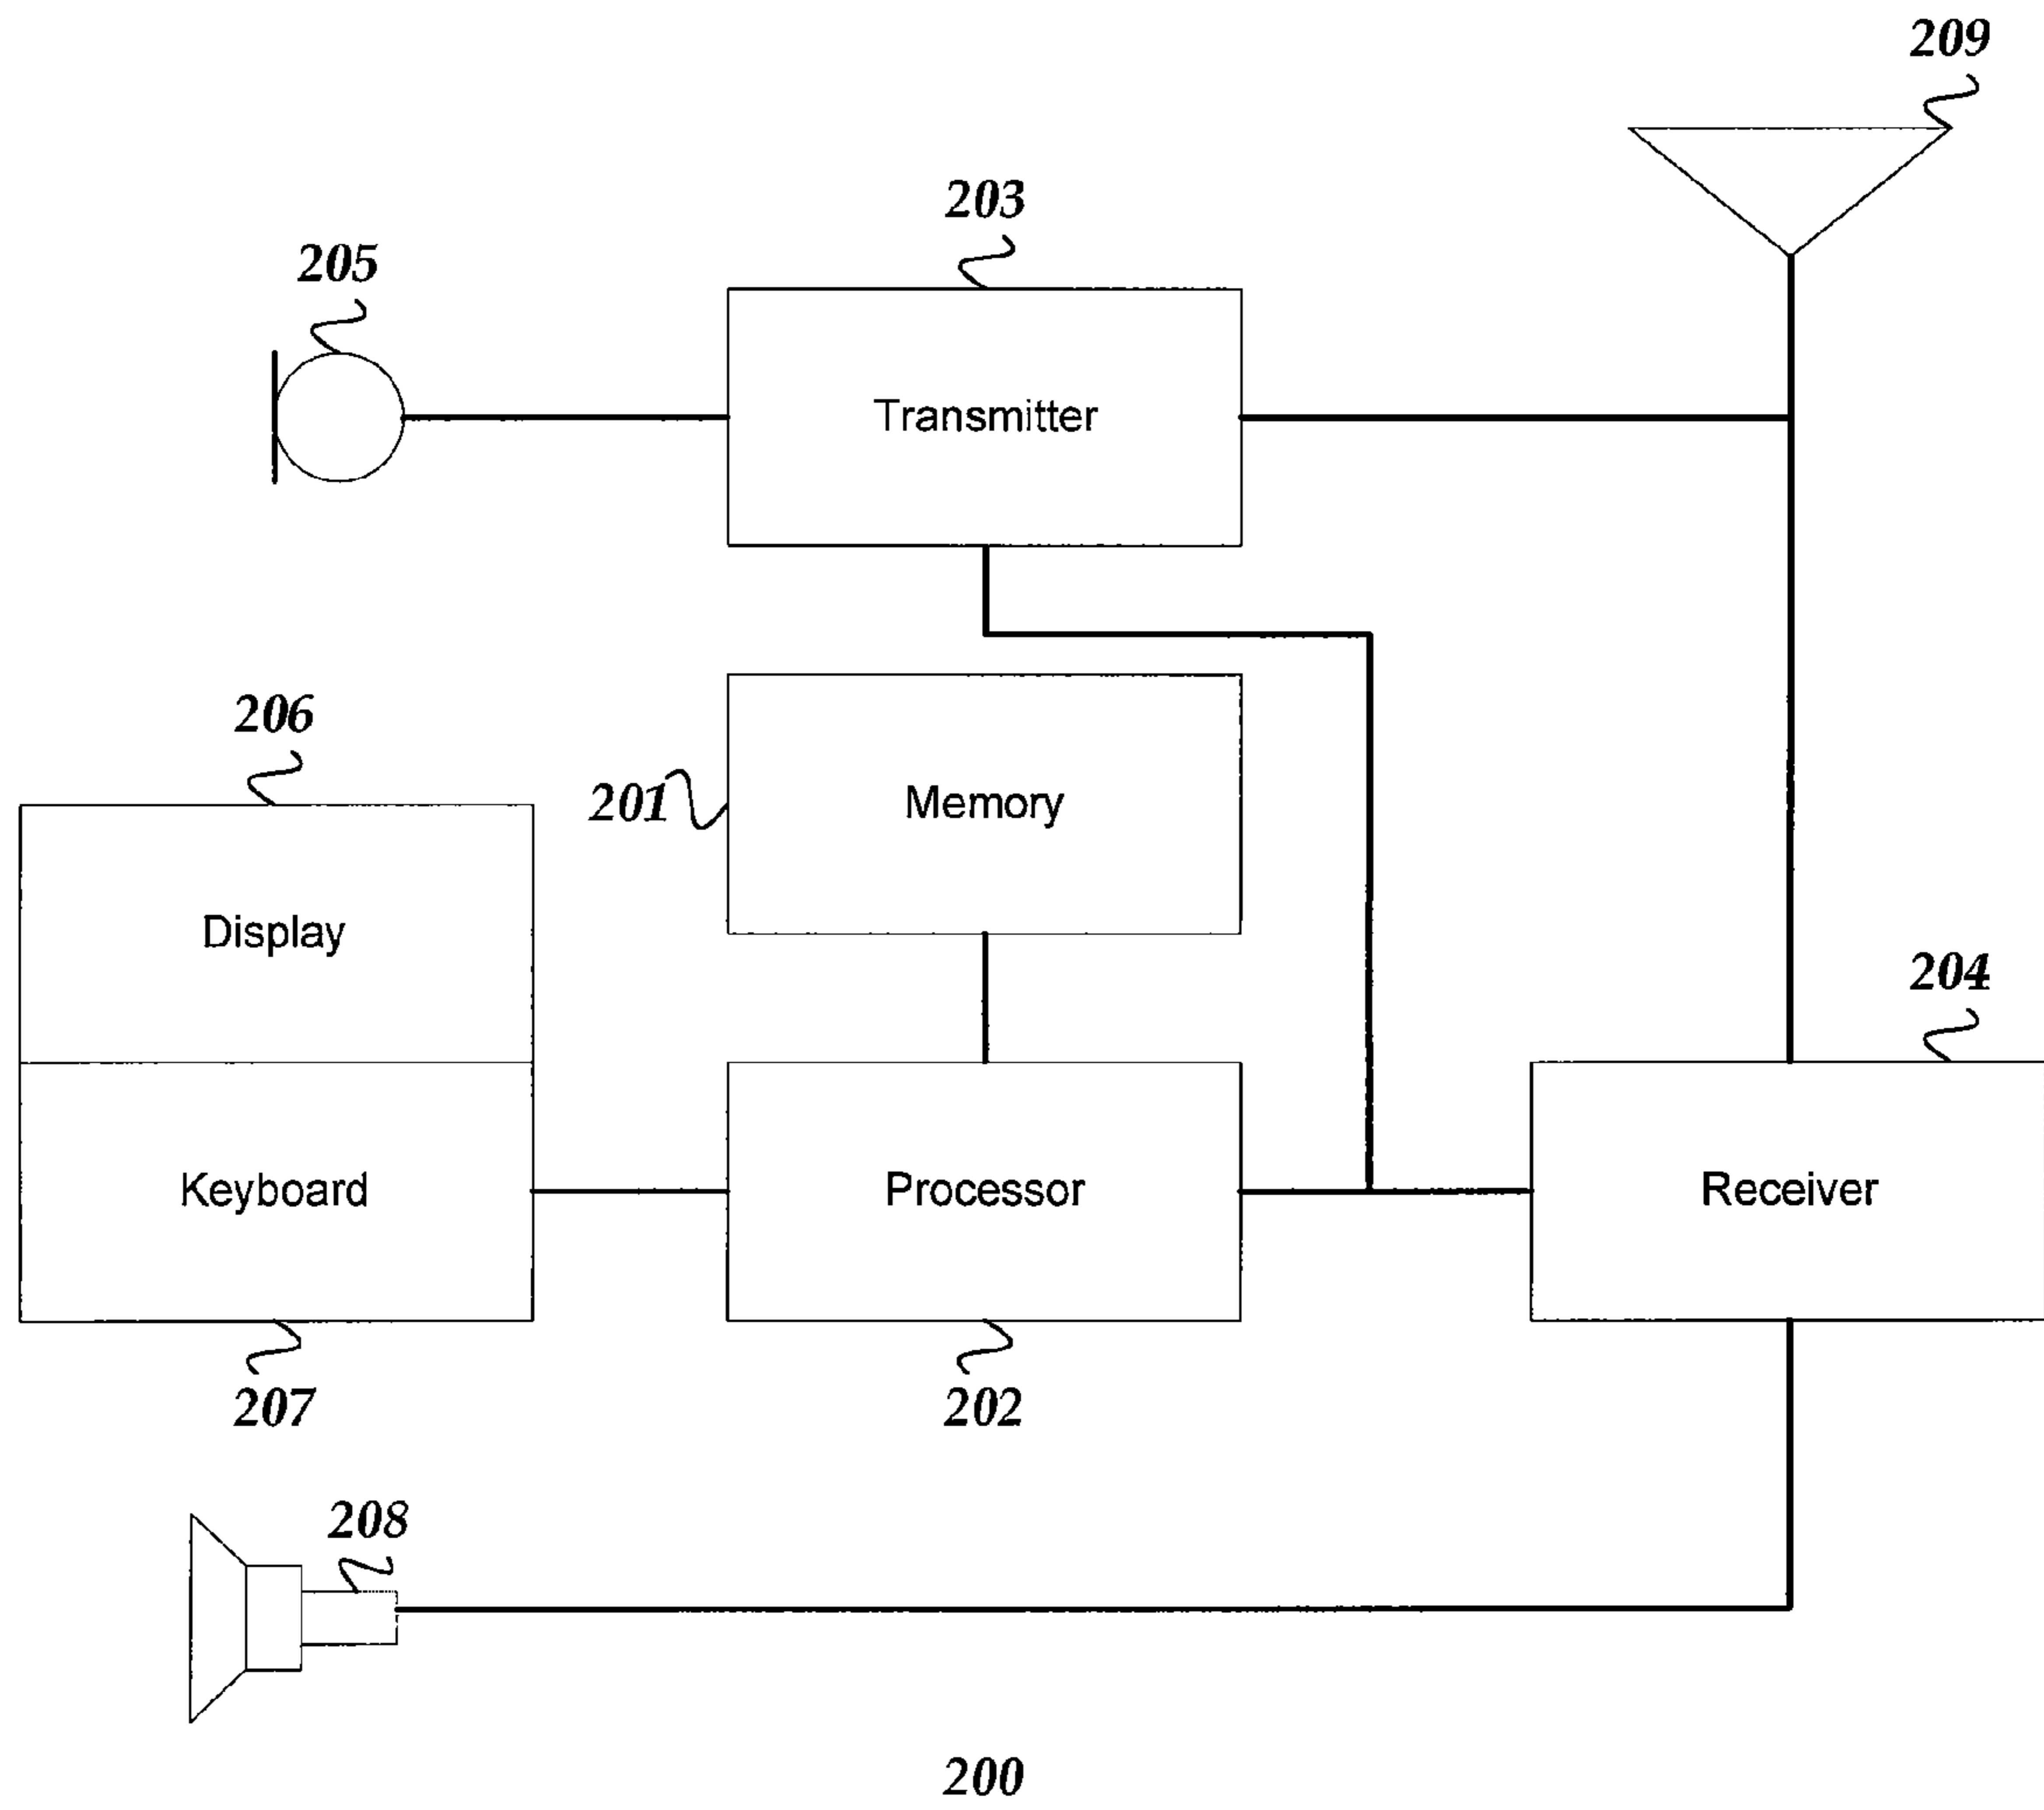 209
203
205
Transmitter
206
201
Memory
Display
204
Keyboard
Processor
Receiver
207
202
208
200